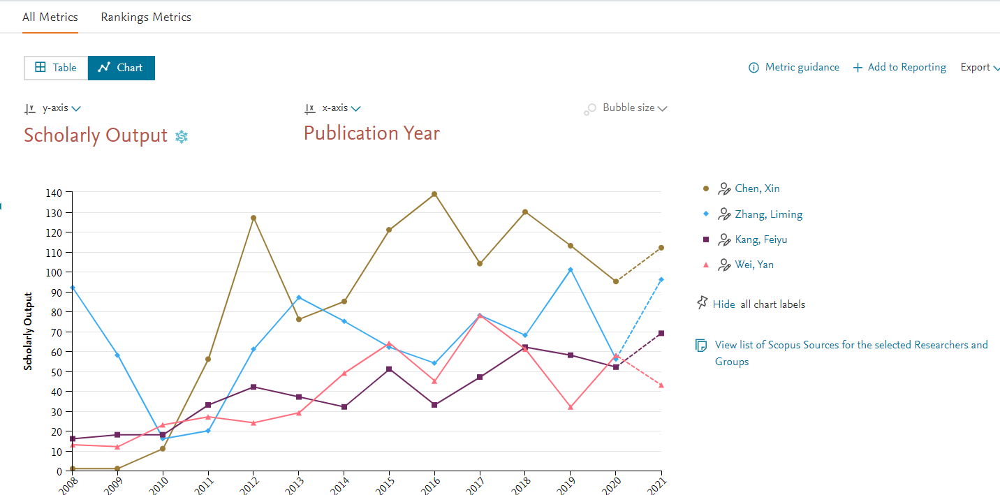 All Metrics Rankings Metrics
Table Chart Metric guidance + Add to Reporting Export
y-axis x-axis Bubble size
Scholarly Output Publication Year
Chen, Xin
Zhang, Liming
Kang, Feiyu
Wei, Yan
Hide all chart labels
View list of Scopus Sources for the selected Researchers and
Groups
Scholarly Output
140
130
120
110
100
90
80
70
60
50
40
30
20
10
0
2008 2009 2010 2011 2012 2013 2014 2015 2016 2017 2018 2019 2020 2021